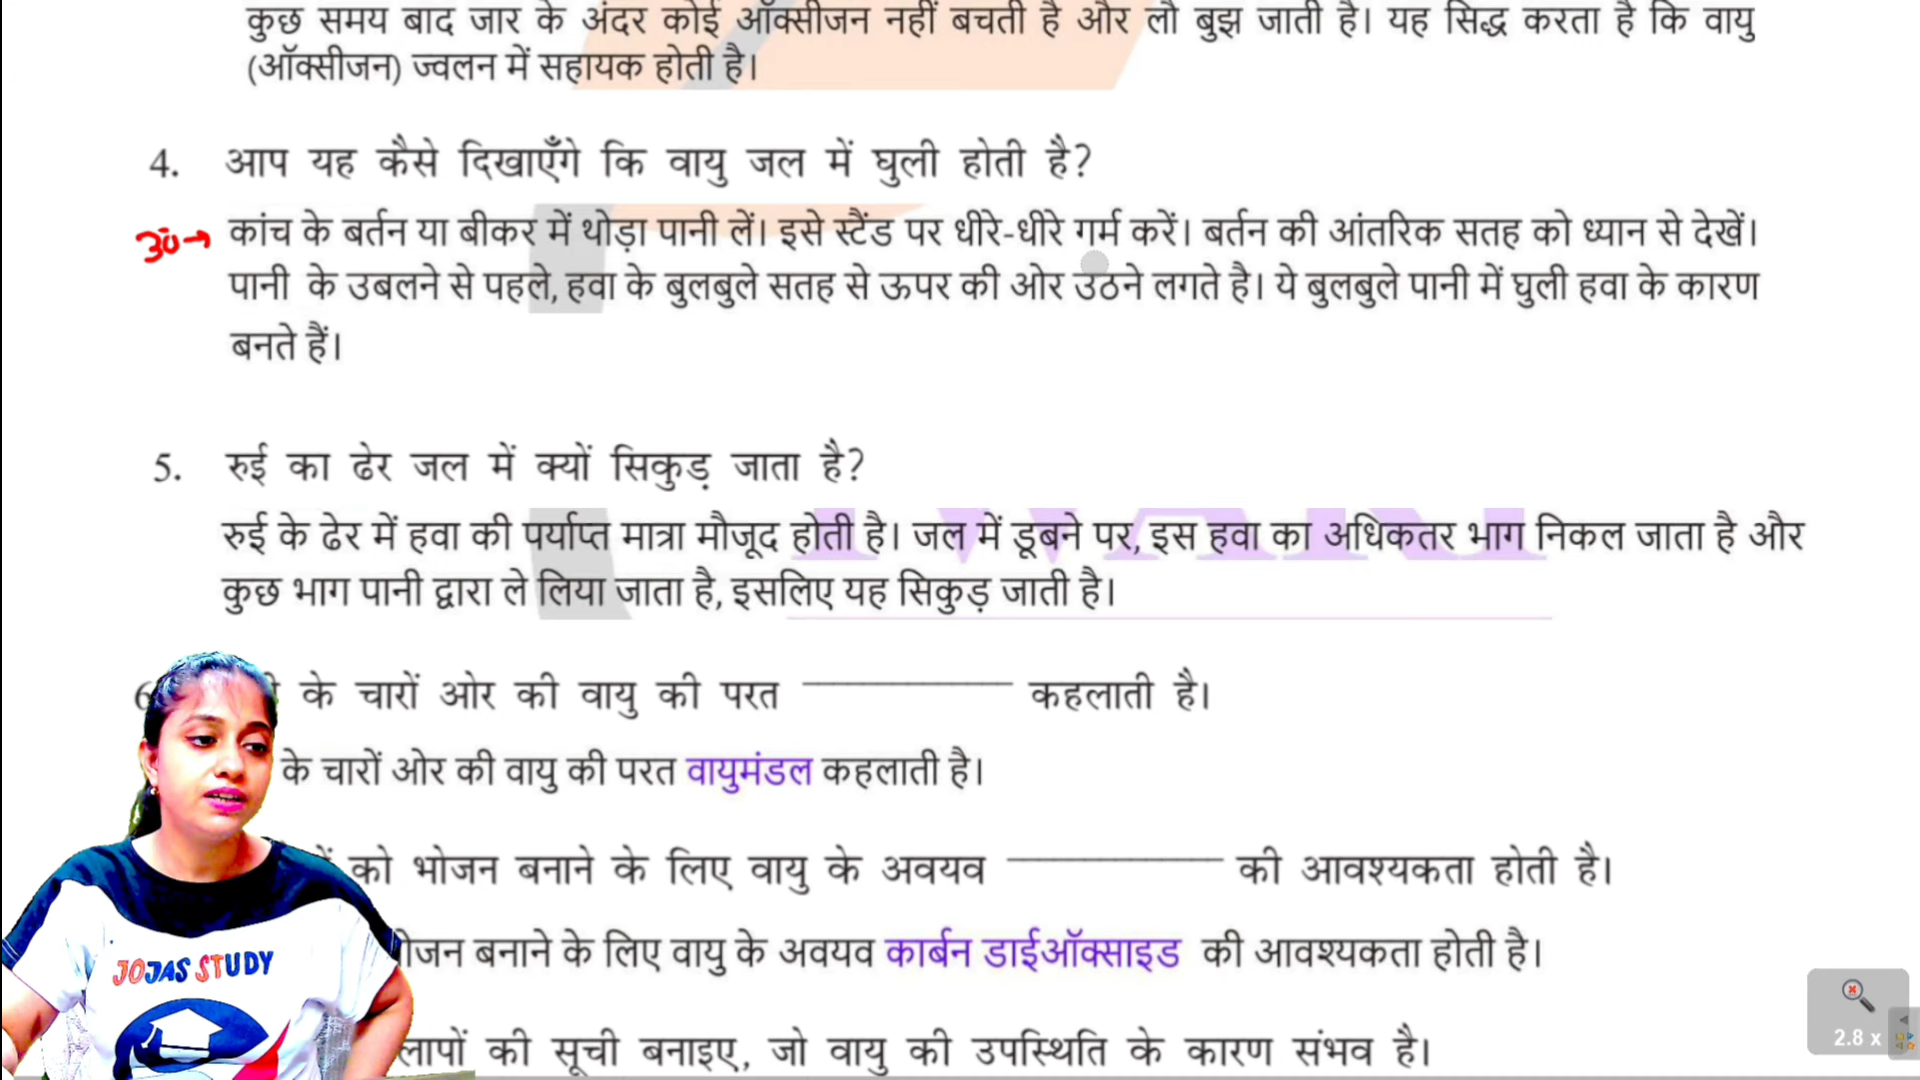 कुछ समय बाद जार के अंदर कोई ऑक्सीजन नहीं बचती है और लौ बुझ जाती है। यह सिद्ध करता है कि वायु
(ऑक्सीजन) ज्वलन में सहायक होती है।
4. आप यह कैसे दिखाएँगे कि वायु जल में घुली होती है?
उ०→ कांच के बर्तन या बीकर में थोड़ा पानी लें। इसे स्टैंड पर धीरे-धीरे गर्म करें। बर्तन की आंतरिक सतह को ध्यान से देखें।
पानी के उबलने से पहले, हवा के बुलबुले सतह से ऊपर की ओर उठने लगते है। ये बुलबुले पानी में घुली हवा के कारण
बनते हैं।
5. रुई का ढेर जल में क्यों सिकुड़ जाता है?
रुई के ढेर में हवा की पर्याप्त मात्रा मौजूद होती है। जल में डूबने पर, इस हवा का अधिकतर भाग निकल जाता है और
कुछ भाग पानी द्वारा ले लिया जाता है, इसलिए यह सिकुड़ जाती है।
के चारों ओर की वायु की परत ________ कहलाती है।
के चारों ओर की वायु की परत वायुमंडल कहलाती है।
को भोजन बनाने के लिए वायु के अवयव ________ की आवश्यकता होती है।
बनाने के लिए वायु के अवयव कार्बन डाईऑक्साइड की आवश्यकता होती है।
की सूची बनाइए, जो वायु की उपस्थिति के कारण संभव है।
JOJAS STUDY
2.8 x